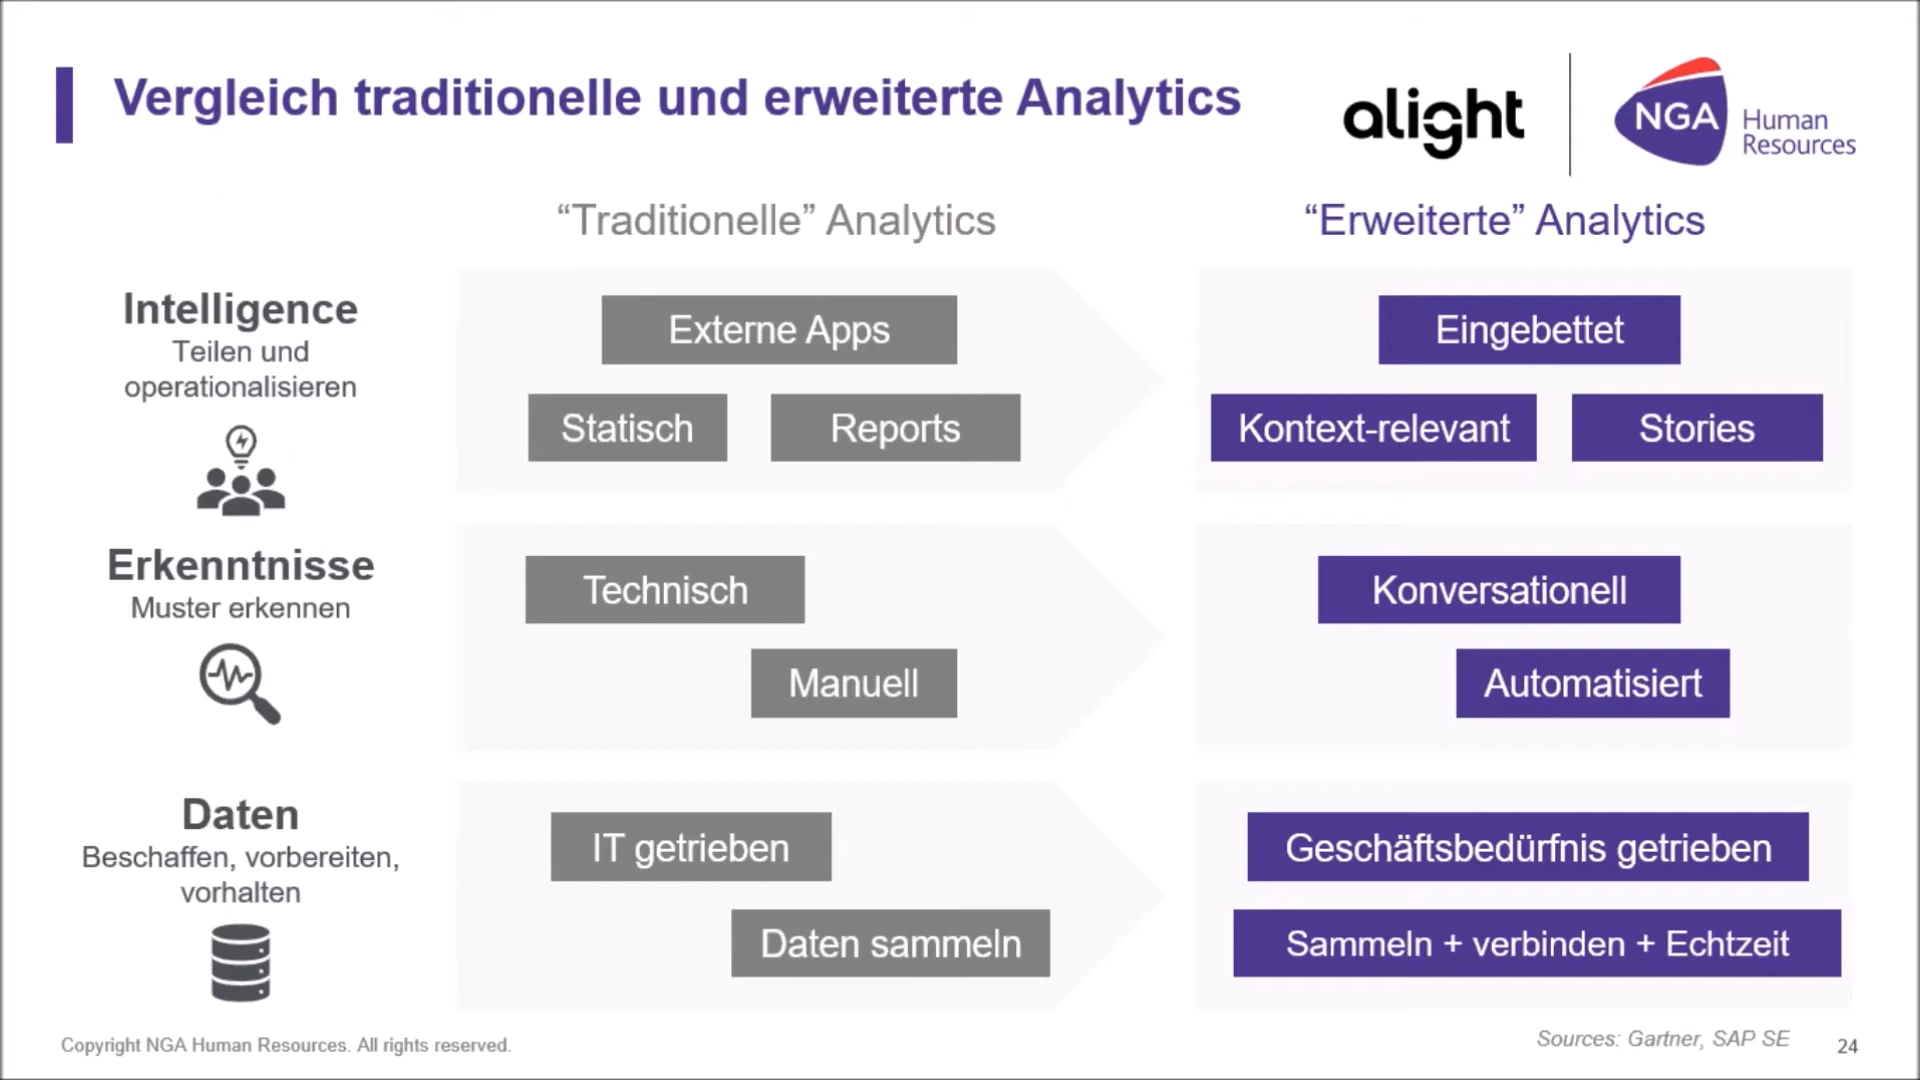 Vergleich traditionelle und erweiterte Analytics
alight
NGA
Human
Resources
“Traditionelle” Analytics
“Erweiterte” Analytics
Intelligence
Teilen und
operationalisieren
Externe Apps
Statisch
Reports
Eingebettet
Kontext-relevant
Stories
Erkenntnisse
Muster erkennen
Technisch
Manuell
Konversationell
Automatisiert
Daten
Beschaffen, vorbereiten,
vorhalten
IT getrieben
Daten sammeln
Geschäftsbedürfnis getrieben
Sammeln + verbinden + Echtzeit
Copyright NGA Human Resources. All rights reserved.
Sources: Gartner, SAP SE
24